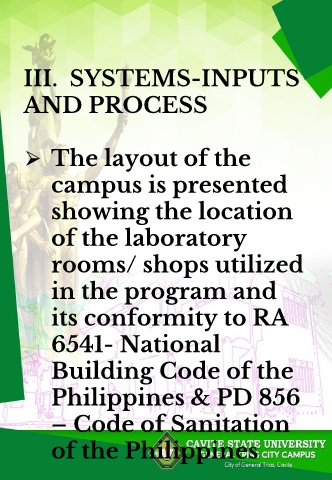 III.  SYSTEMS-INPUTS
AND PROCESS
➢ The layout of the
campus is presented
showing the location
of the laboratory
rooms/ shops utilized
in the program and
its conformity to RA
6541- National
Building Code of the
Philippines & PD 856
– Code of Sanitation
of the Philippines.
CAVITE STATE UNIVERSITY
GENERAL TRIAS CITY CAMPUS
City of General Trias, Cavite